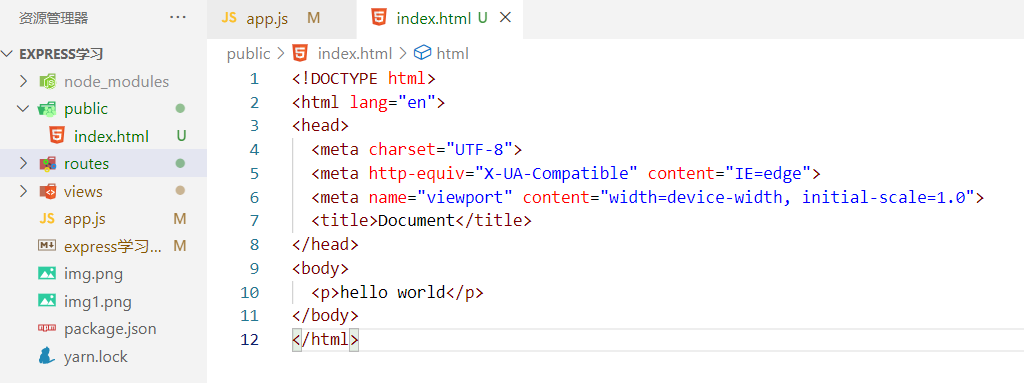 资源管理器 ···
EXPRESS学习
node_modules
public
index.html U
routes
views
app.js M
express学习... M
img.png
img1.png
package.json
yarn.lock
JS app.js M
index.html U ×
public > index.html > html
1 <!DOCTYPE html>
2 <html lang="en">
3 <head>
4 <meta charset="UTF-8">
5 <meta http-equiv="X-UA-Compatible" content="IE=edge">
6 <meta name="viewport" content="width=device-width, initial-scale=1.0">
7 <title>Document</title>
8 </head>
9 <body>
10 <p>hello world</p>
11 </body>
12 </html>